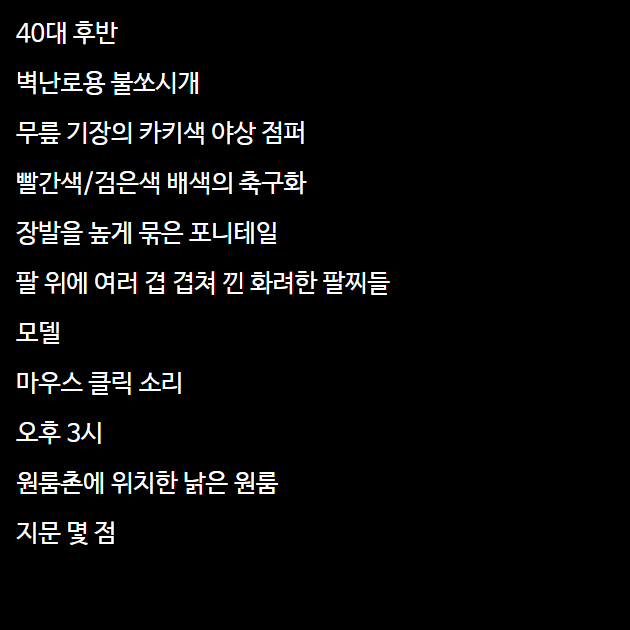 40대 후반
벽난로용 불쏘시개
무릎 기장의 카키색 야상 점퍼
빨간색/검은색 배색의 축구화
장발을 높게 묶은 포니테일
팔 위에 여러 겹 겹쳐 낀 화려한 팔찌들
모델
마우스 클릭 소리
오후 3시
원룸촌에 위치한 낡은 원룸
지문 몇 점